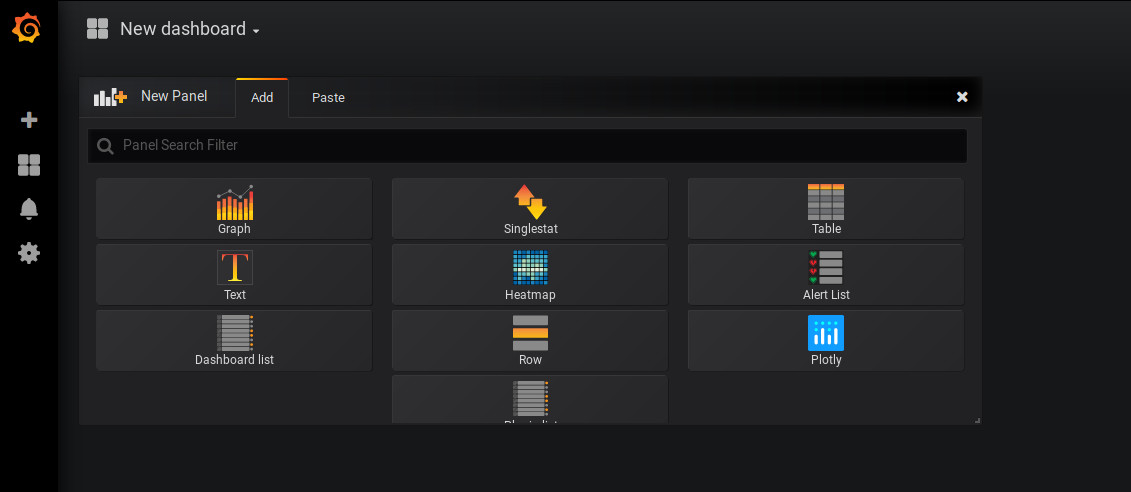 New dashboard
New Panel Add Paste
Panel Search Filter
Graph Singlestat Table
Text Heatmap Alert List
Dashboard list Row Plotly